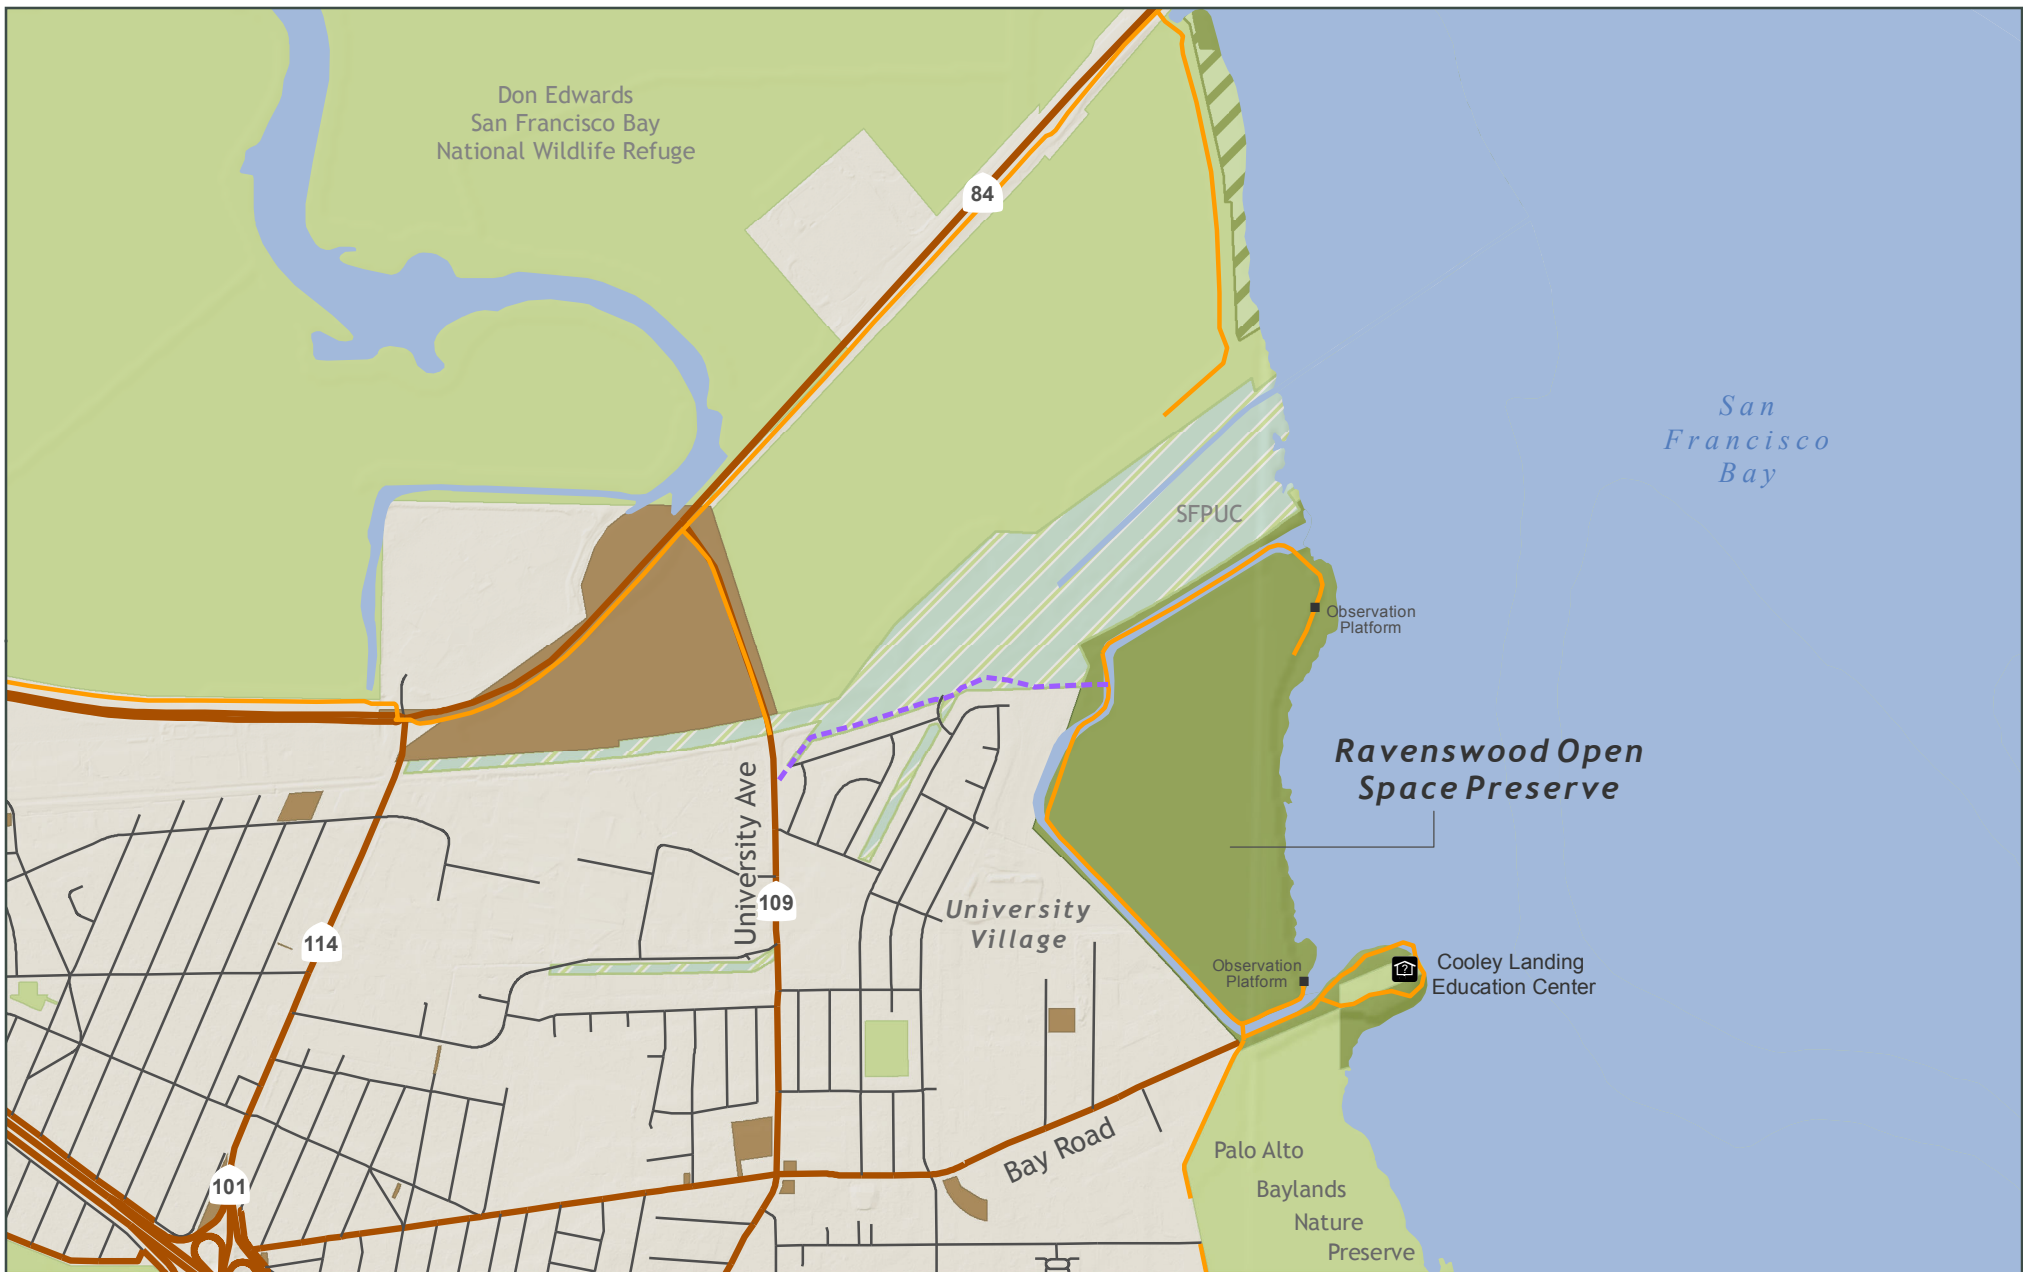 Don Edwards
San Francisco Bay
National Wildlife Refuge
84
San
Francisco
Bay
SFPUC
Observation
Platform
Ravenswood Open
Space Preserve
University Ave
109
University
Village
114
Observation
Platform
?
Cooley Landing
Education Center
Bay Road
Palo Alto
Baylands
Nature
Preserve
101